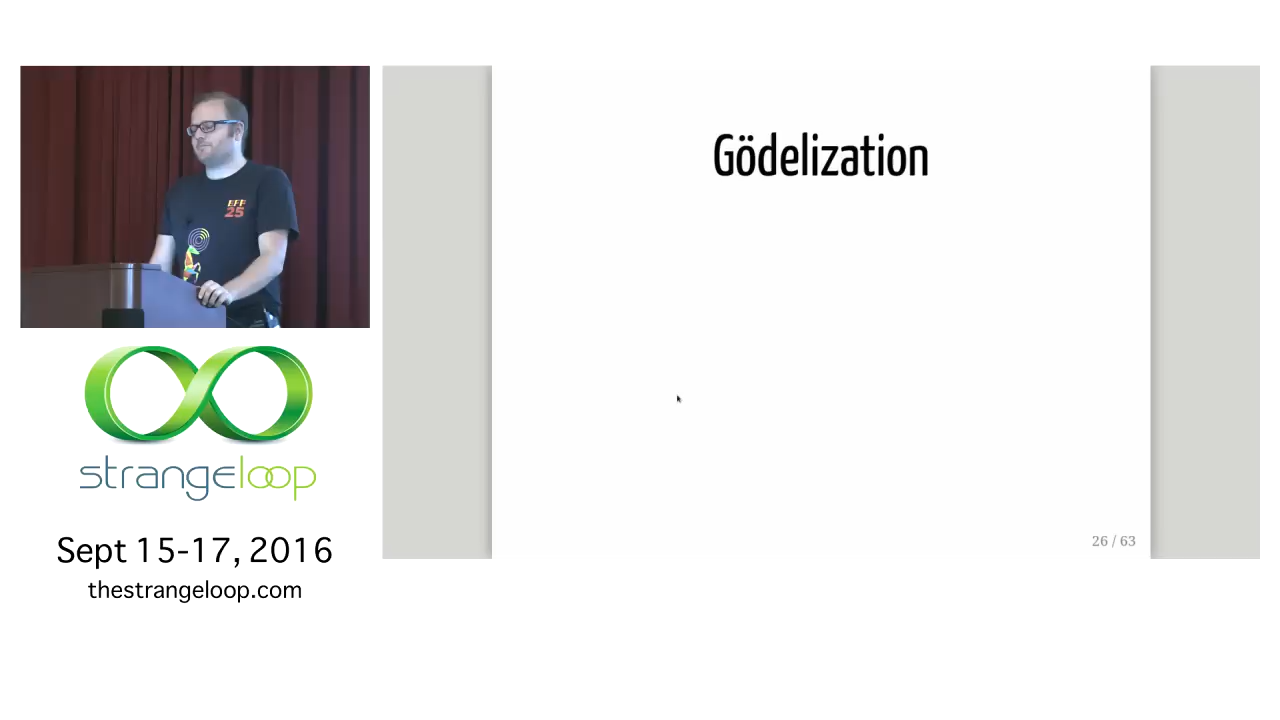 EFF
25
strangeloop
Sept 15-17, 2016
thestrangeloop.com
Gödelization
26 / 63